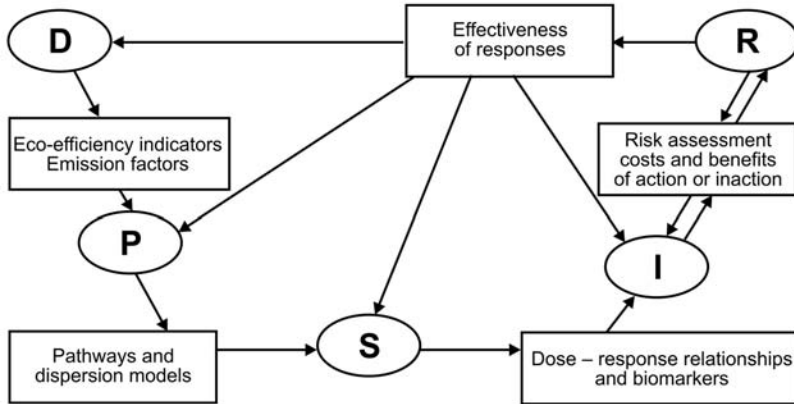 D
Effectiveness
of responses
R
Eco-efficiency indicators
Emission factors
Risk assessment
costs and benefits
of action or inaction
P
I
Pathways and
dispersion models
S
Dose – response relationships
and biomarkers